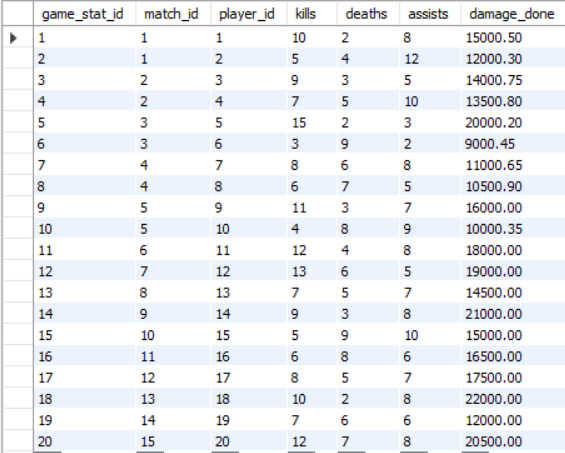 game_stat_id match_id player_id kills deaths assists damage_done
1 1 1 10 2 8 15000.50
2 1 2 5 4 12 12000.30
3 2 3 9 3 5 14000.75
4 2 4 7 5 10 13500.80
5 3 5 15 2 3 20000.20
6 3 6 3 9 2 9000.45
7 4 7 8 6 8 11000.65
8 4 8 6 7 5 10500.90
9 5 9 11 3 7 16000.00
10 5 10 4 8 9 10000.35
11 6 11 12 4 8 18000.00
12 7 12 13 6 5 19000.00
13 8 13 7 5 7 14500.00
14 9 14 9 3 8 21000.00
15 10 15 5 9 10 15000.00
16 11 16 6 8 6 16500.00
17 12 17 8 5 7 17500.00
18 13 18 10 2 8 22000.00
19 14 19 7 6 6 12000.00
20 15 20 12 7 8 20500.00